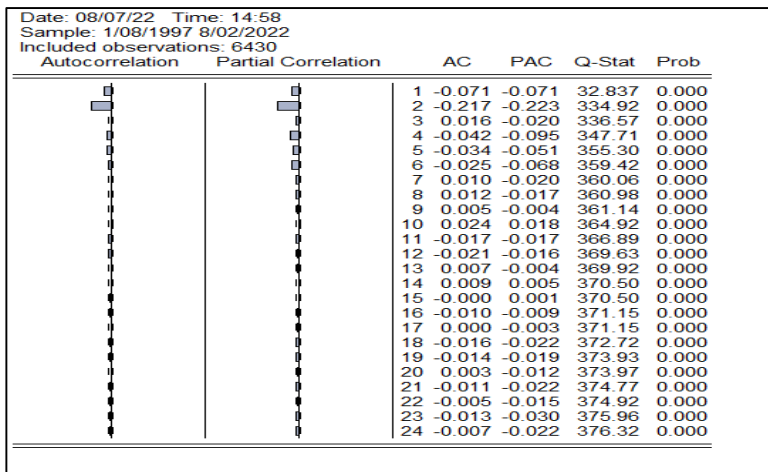 Date: 08/07/22 Time: 14:58
Sample: 1/08/1997 8/02/2022
Included observations: 6430
Autocorrelation Partial Correlation AC PAC Q-Stat Prob
1 -0.071 -0.071 32.837 0.000
2 -0.217 -0.223 334.92 0.000
3 0.016 -0.020 336.57 0.000
4 -0.042 -0.095 347.71 0.000
5 -0.034 -0.051 355.30 0.000
6 -0.025 -0.068 359.42 0.000
7 0.010 -0.020 360.06 0.000
8 0.012 -0.017 360.98 0.000
9 0.005 -0.004 361.14 0.000
10 0.024 0.018 364.92 0.000
11 -0.017 -0.017 366.89 0.000
12 -0.021 -0.016 369.63 0.000
13 0.007 -0.004 369.92 0.000
14 0.009 0.005 370.50 0.000
15 -0.000 0.001 370.50 0.000
16 -0.010 -0.009 371.15 0.000
17 0.000 -0.003 371.15 0.000
18 -0.016 -0.022 372.72 0.000
19 -0.014 -0.019 373.93 0.000
20 0.003 -0.012 373.97 0.000
21 -0.011 -0.022 374.77 0.000
22 -0.005 -0.015 374.92 0.000
23 -0.013 -0.030 375.96 0.000
24 -0.007 -0.022 376.32 0.000